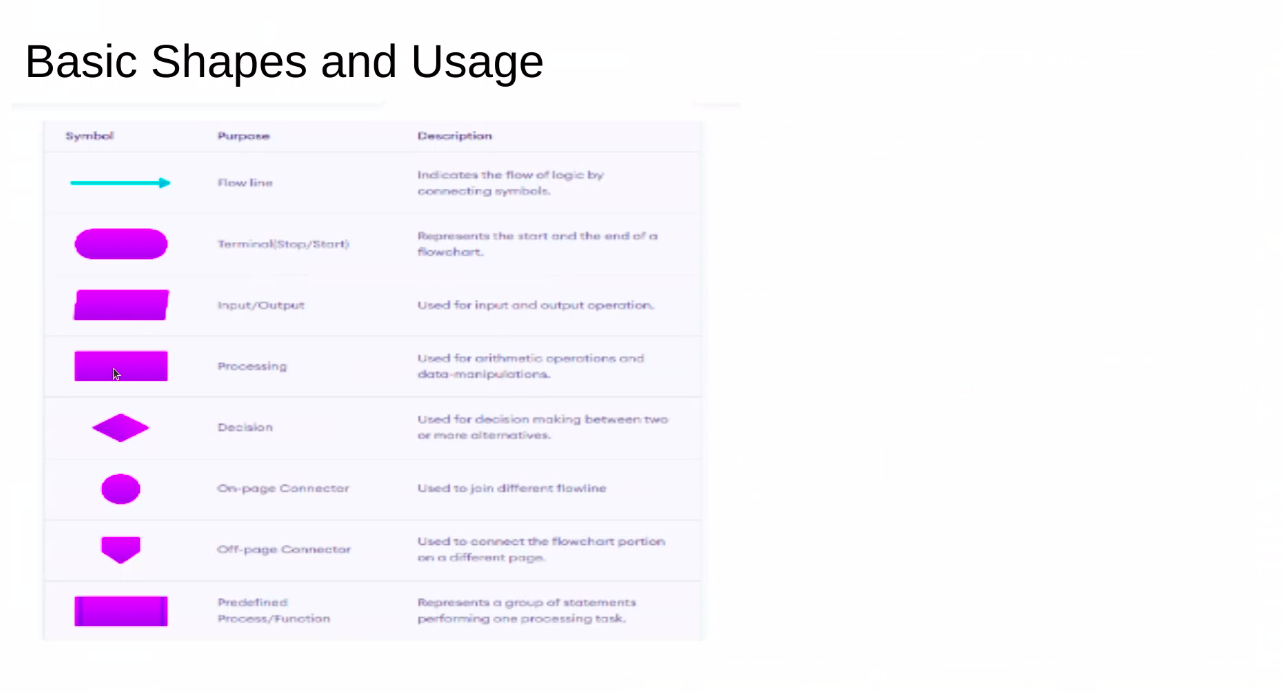 Basic Shapes and Usage
Symbol Purpose Description
Flow line Indicates the flow of logic by
connecting symbols.
Terminal(Stop/Start) Represents the start and the end of a
flowchart.
Input/Output Used for input and output operation.
Processing Used for arithmetic operations and
data-manipulations.
Decision Used for decision making between two
or more alternatives.
On-page Connector Used to join different flowline
Off-page Connector Used to connect the flowchart portion
on a different page.
Predefined Represents a group of statements
Process/Function performing one processing task.